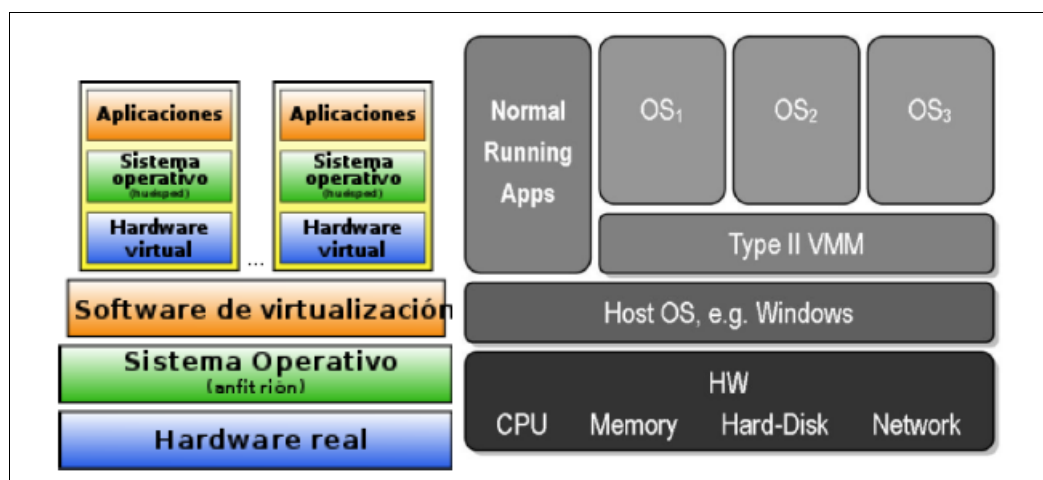 Aplicaciones
Sistema
operativo
(huésped)
Hardware
virtual
...
Aplicaciones
Sistema
operativo
(huésped)
Hardware
virtual
Software de virtualización
Sistema Operativo
(anfitrión)
Hardware real
Normal
Running
Apps
OS₁
OS₂
OS₃
Type II VMM
Host OS, e.g. Windows
HW
CPU Memory Hard-Disk Network